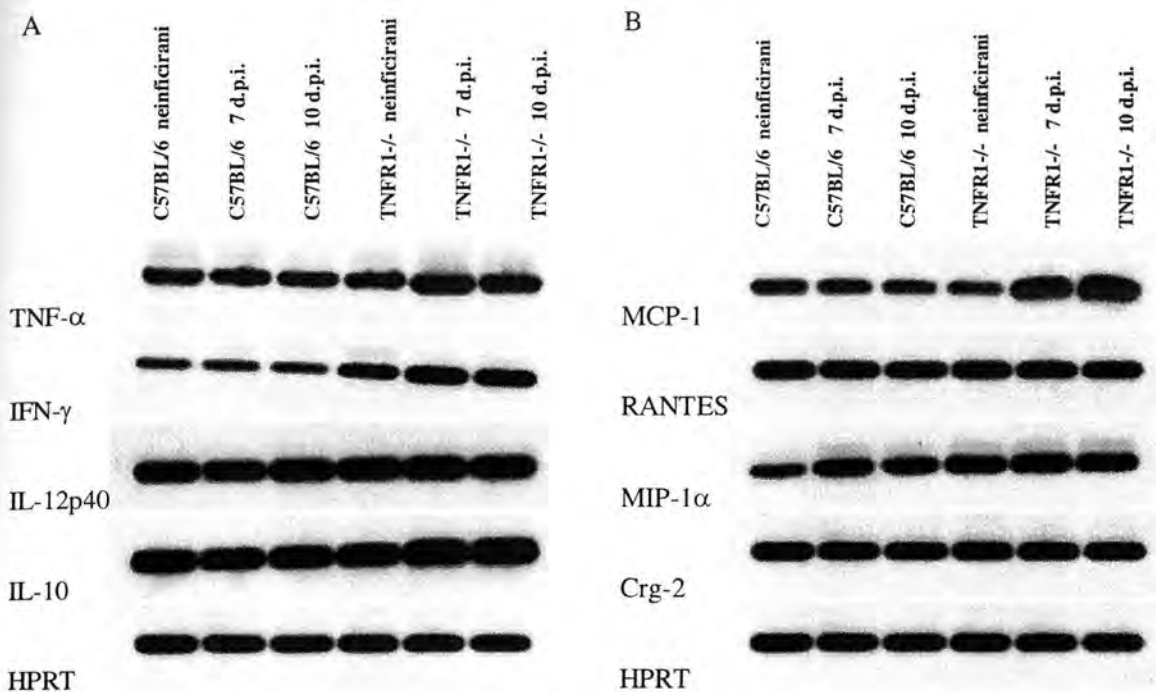 A
C57BL/6 neinficirani
C57BL/6 7 d.p.i.
C57BL/6 10 d.p.i.
TNFR1-/- neinficirani
TNFR1-/- 7 d.p.i.
TNFR1-/- 10 d.p.i.
TNF-α
IFN-γ
IL-12p40
IL-10
HPRT
B
C57BL/6 neinficirani
C57BL/6 7 d.p.i.
C57BL/6 10 d.p.i.
TNFR1-/- neinficirani
TNFR1-/- 7 d.p.i.
TNFR1-/- 10 d.p.i.
MCP-1
RANTES
MIP-1α
Crg-2
HPRT